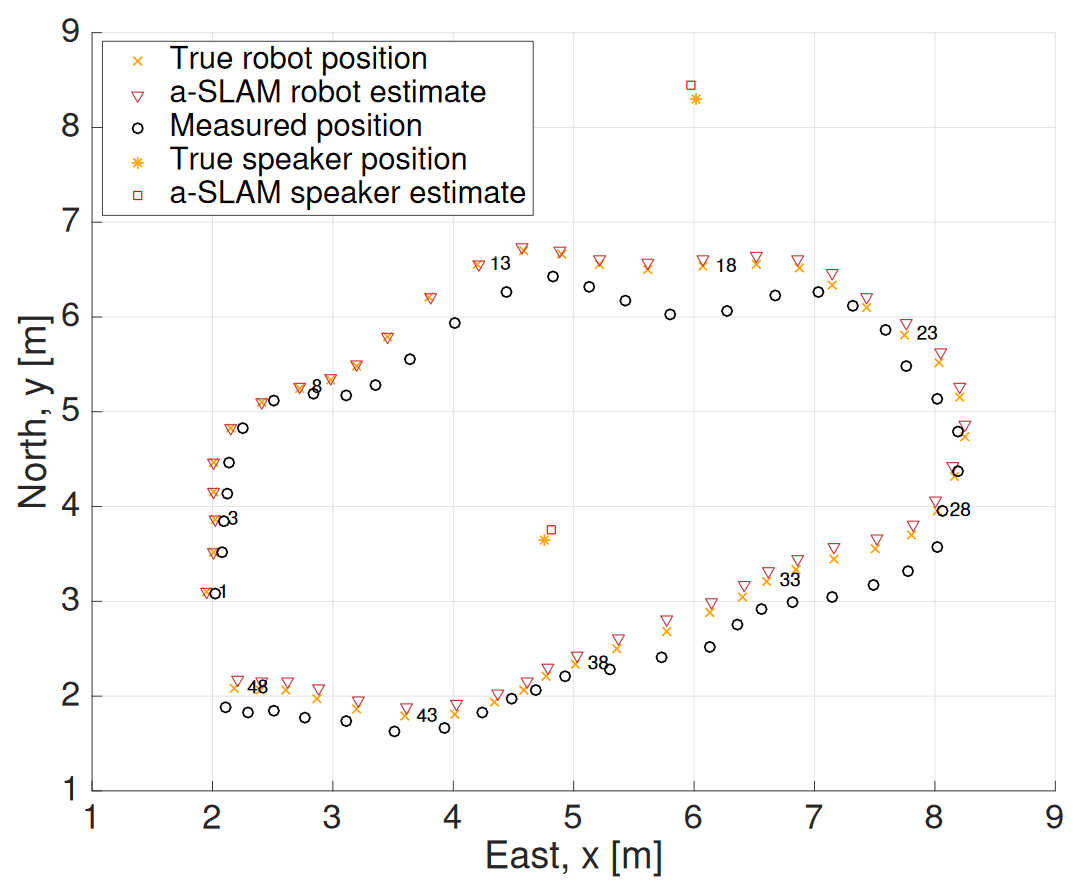 9
True robot position
a-SLAM robot estimate
Measured position
True speaker position
a-SLAM speaker estimate
8
7
13
18
6
23
8
5
4
3
28
33
3
1
38
48
43
2
1
1 2 3 4 5 6 7 8 9
North, y [m]
East, x [m]